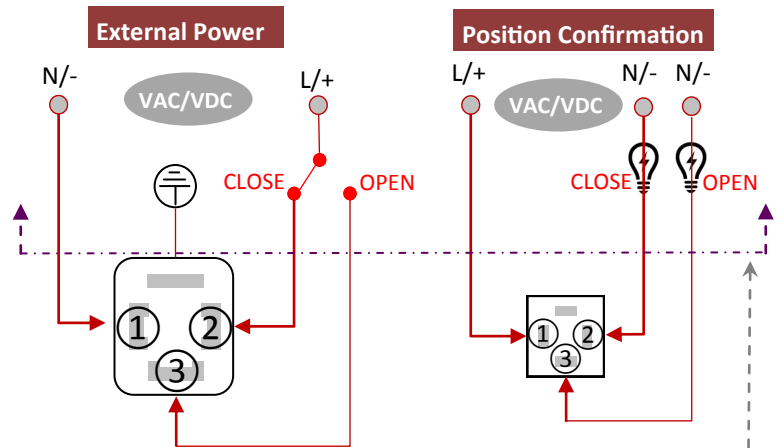 External Power
Position Confirmation
N/-
VAC/VDC
L/+
L/+
VAC/VDC
N/-
N/-
CLOSE
OPEN
CLOSE
OPEN
1
2
3
1
2
3